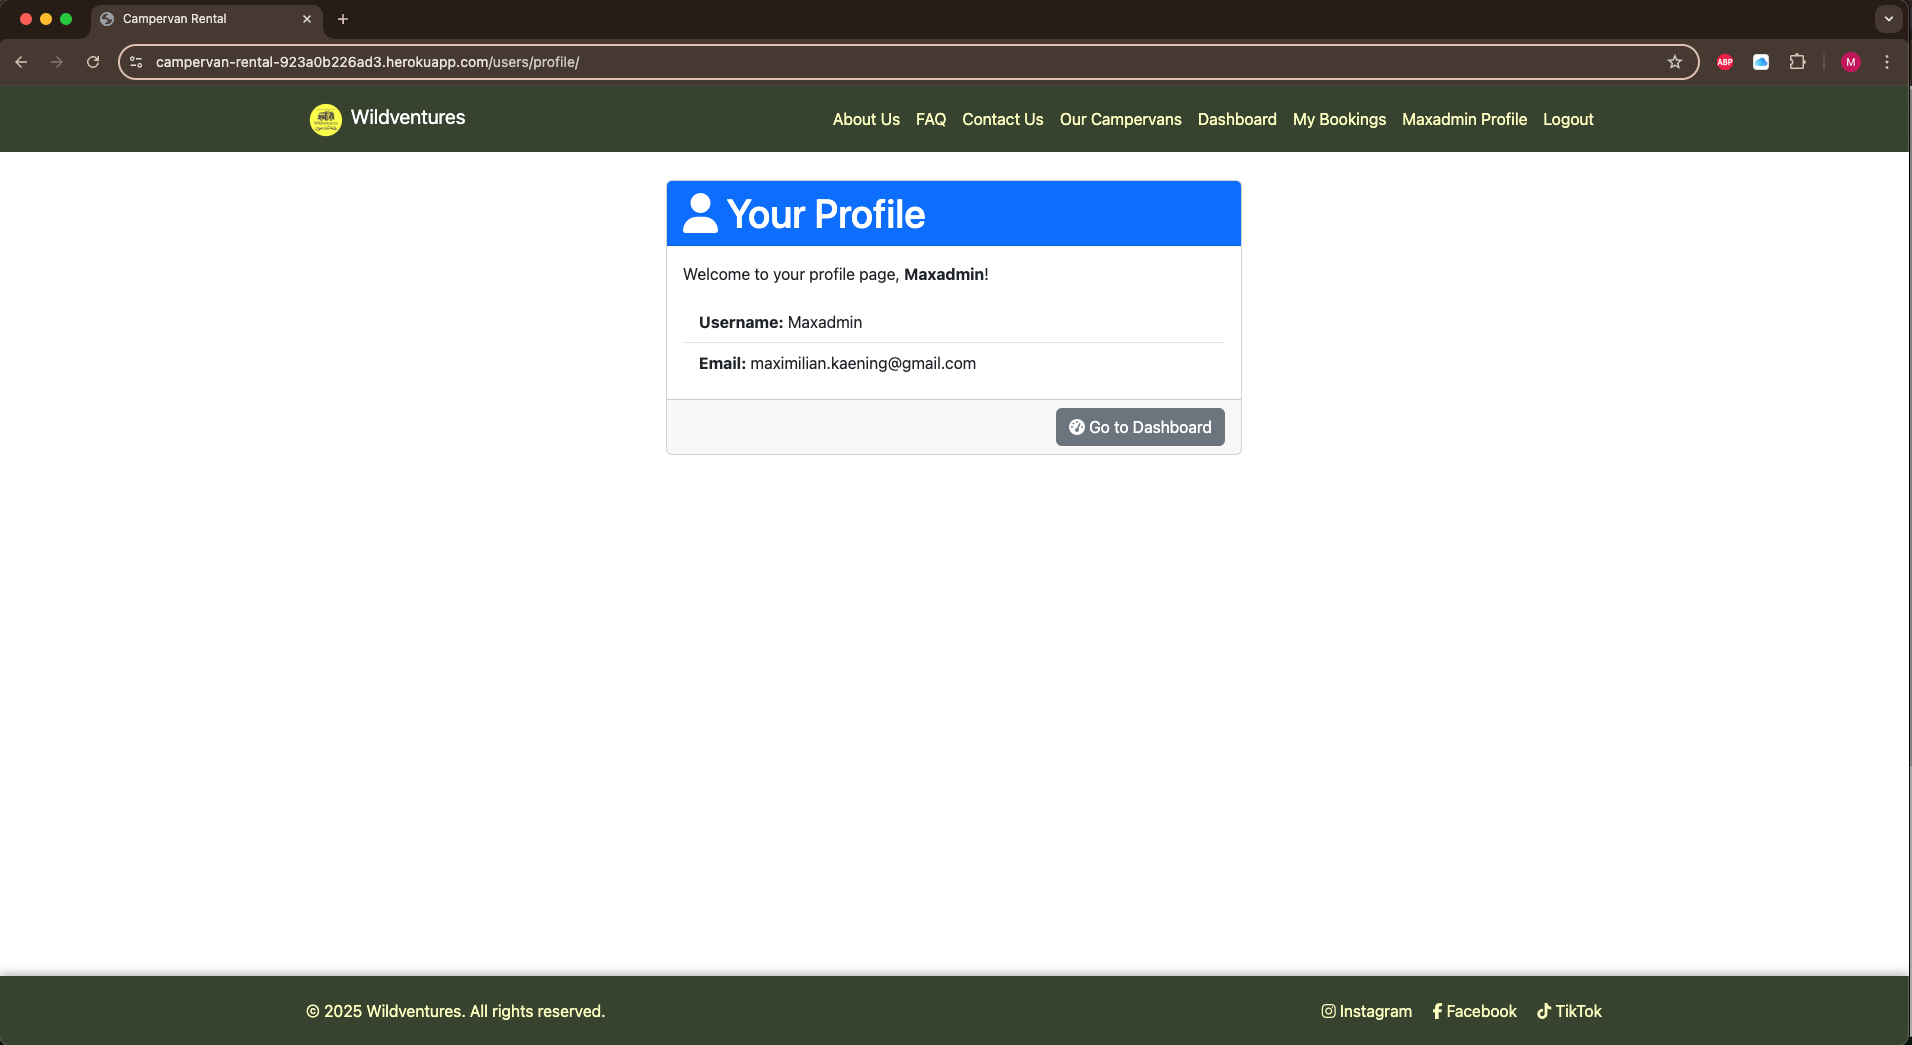 Campervan Rental
campervan-rental-923a0b226ad3.herokuapp.com/users/profile/
ABP
M
Wildventures
About Us FAQ Contact Us Our Campervans Dashboard My Bookings Maxadmin Profile Logout
Your Profile
Welcome to your profile page, Maxadmin!
Username: Maxadmin
Email: maximilian.kaening@gmail.com
Go to Dashboard
© 2025 Wildventures. All rights reserved.
Instagram Facebook TikTok